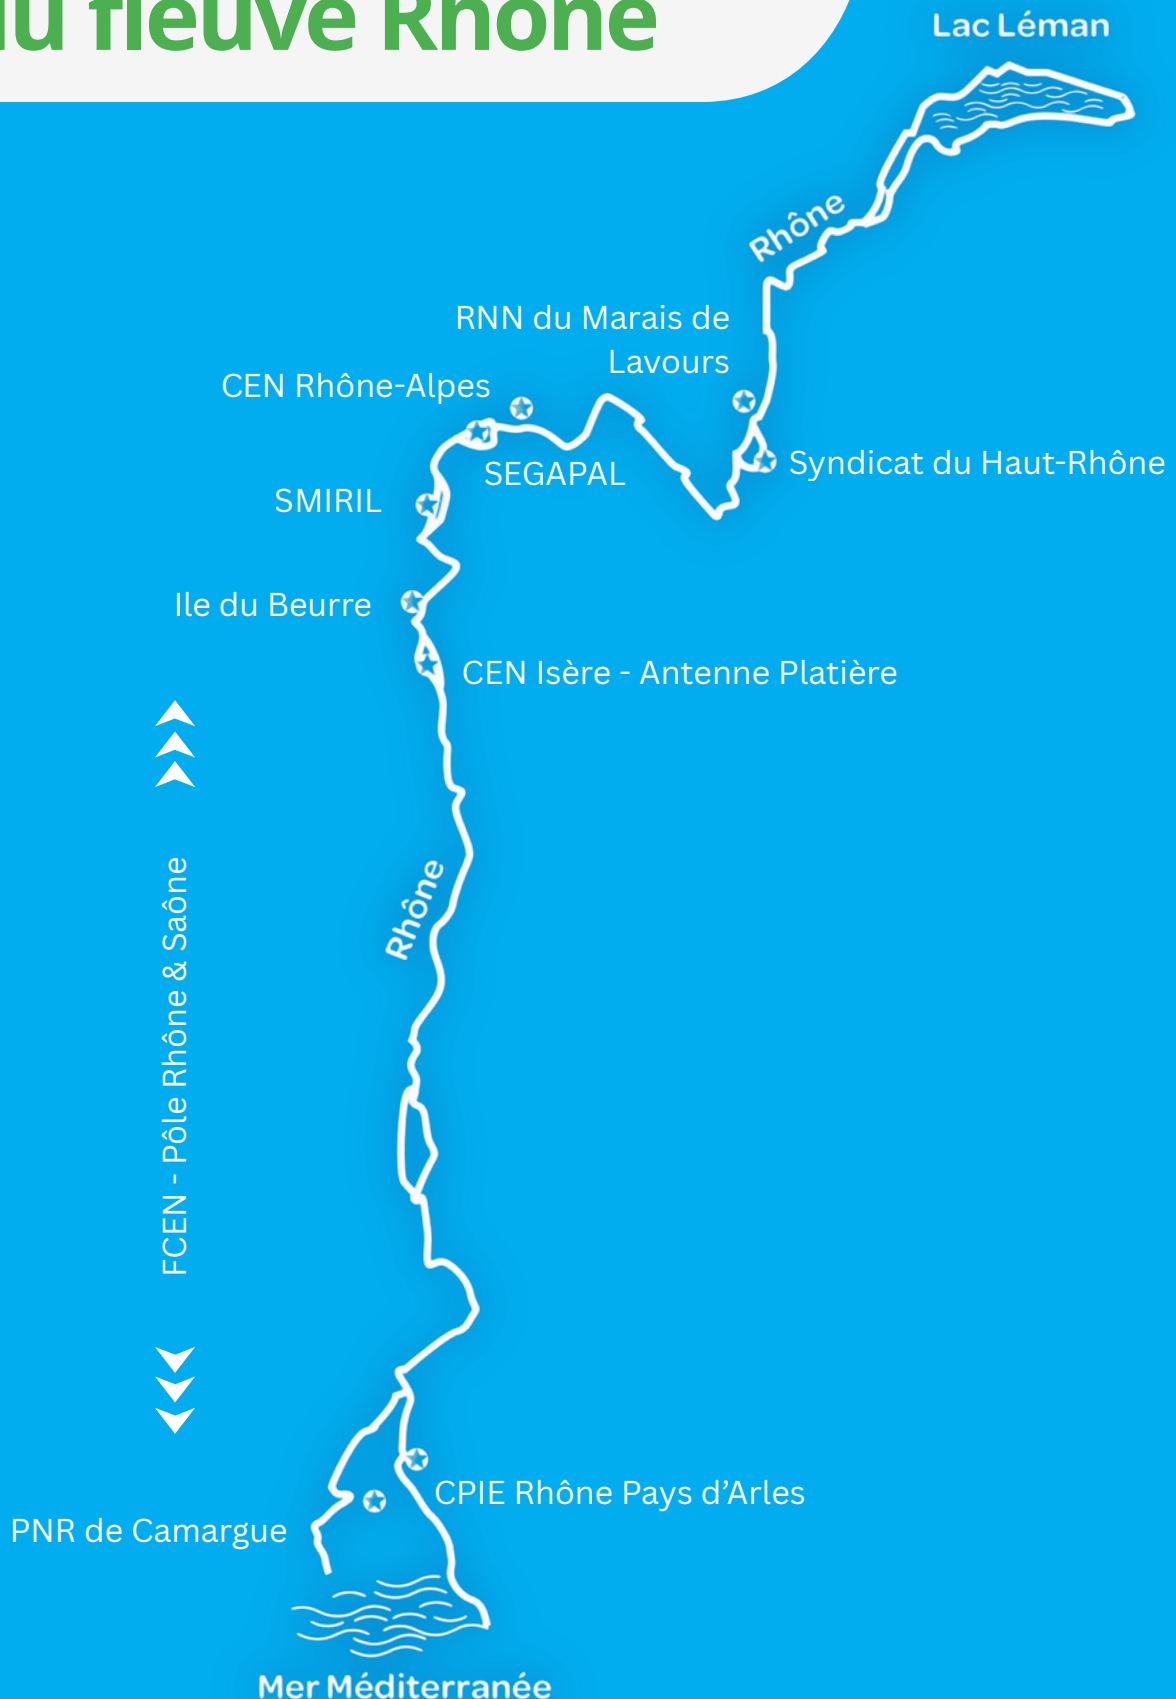 du fleuve Rhône
Lac Léman
Rhône
RNN du Marais de
Lavours
CEN Rhône-Alpes
Syndicat du Haut-Rhône
SEGAPAL
SMIRIL
Ile du Beurre
CEN Isère - Antenne Platière
Rhône
FCEN - Pôle Rhône & Saône
CPIE Rhône Pays d’Arles
PNR de Camargue
Mer Méditerranée